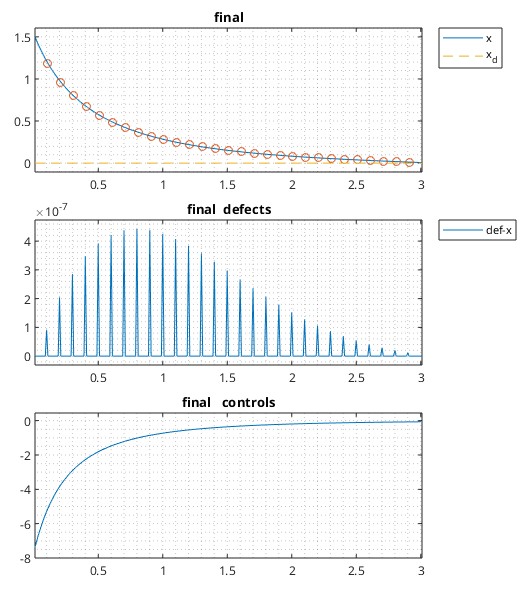 final
1.5
1
0.5
0
0.5 1 1.5 2 2.5 3
x
x_d
final defects
×10^-7
4
3
2
1
0
0.5 1 1.5 2 2.5 3
def-x
final controls
0
-2
-4
-6
-8
0.5 1 1.5 2 2.5 3